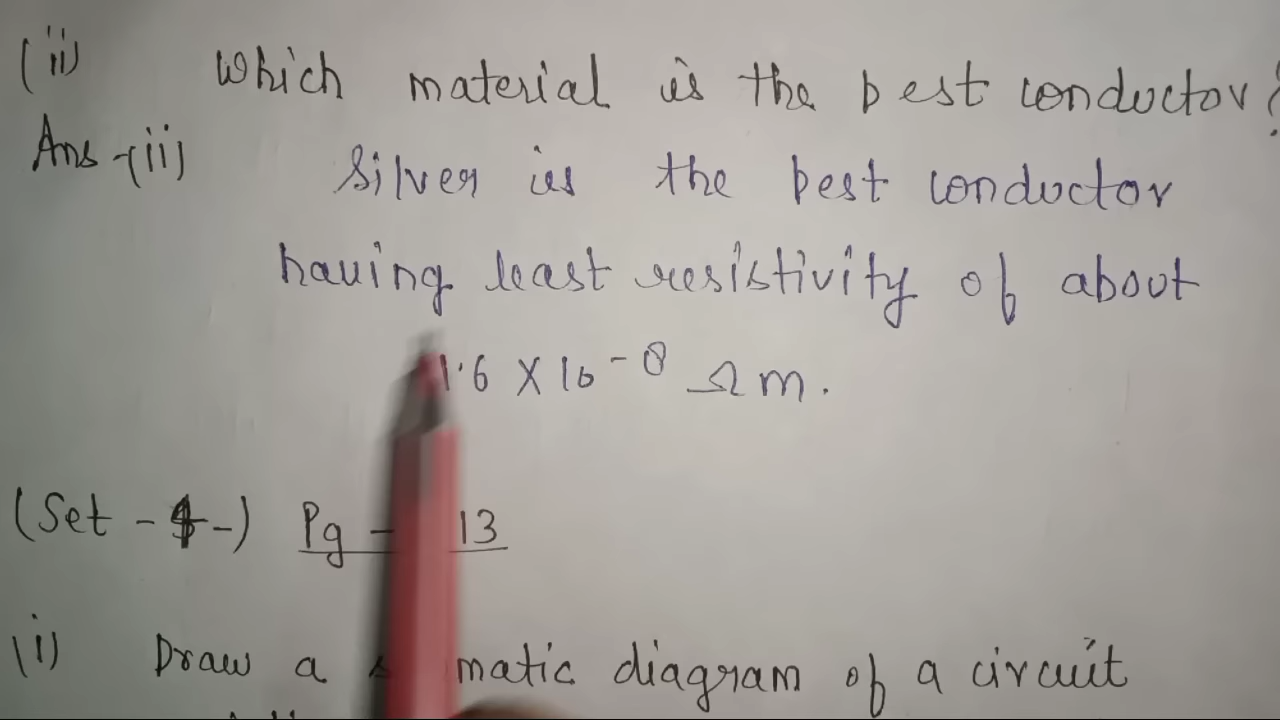 (ii) Which material is the best conductor?
Ans-(ii) Silver is the best conductor
having least resistivity of about
1.6 X 10⁻⁸ Ωm.
(Set - 4 -) Pg - 13
(i) Draw a matic diagram of a circuit